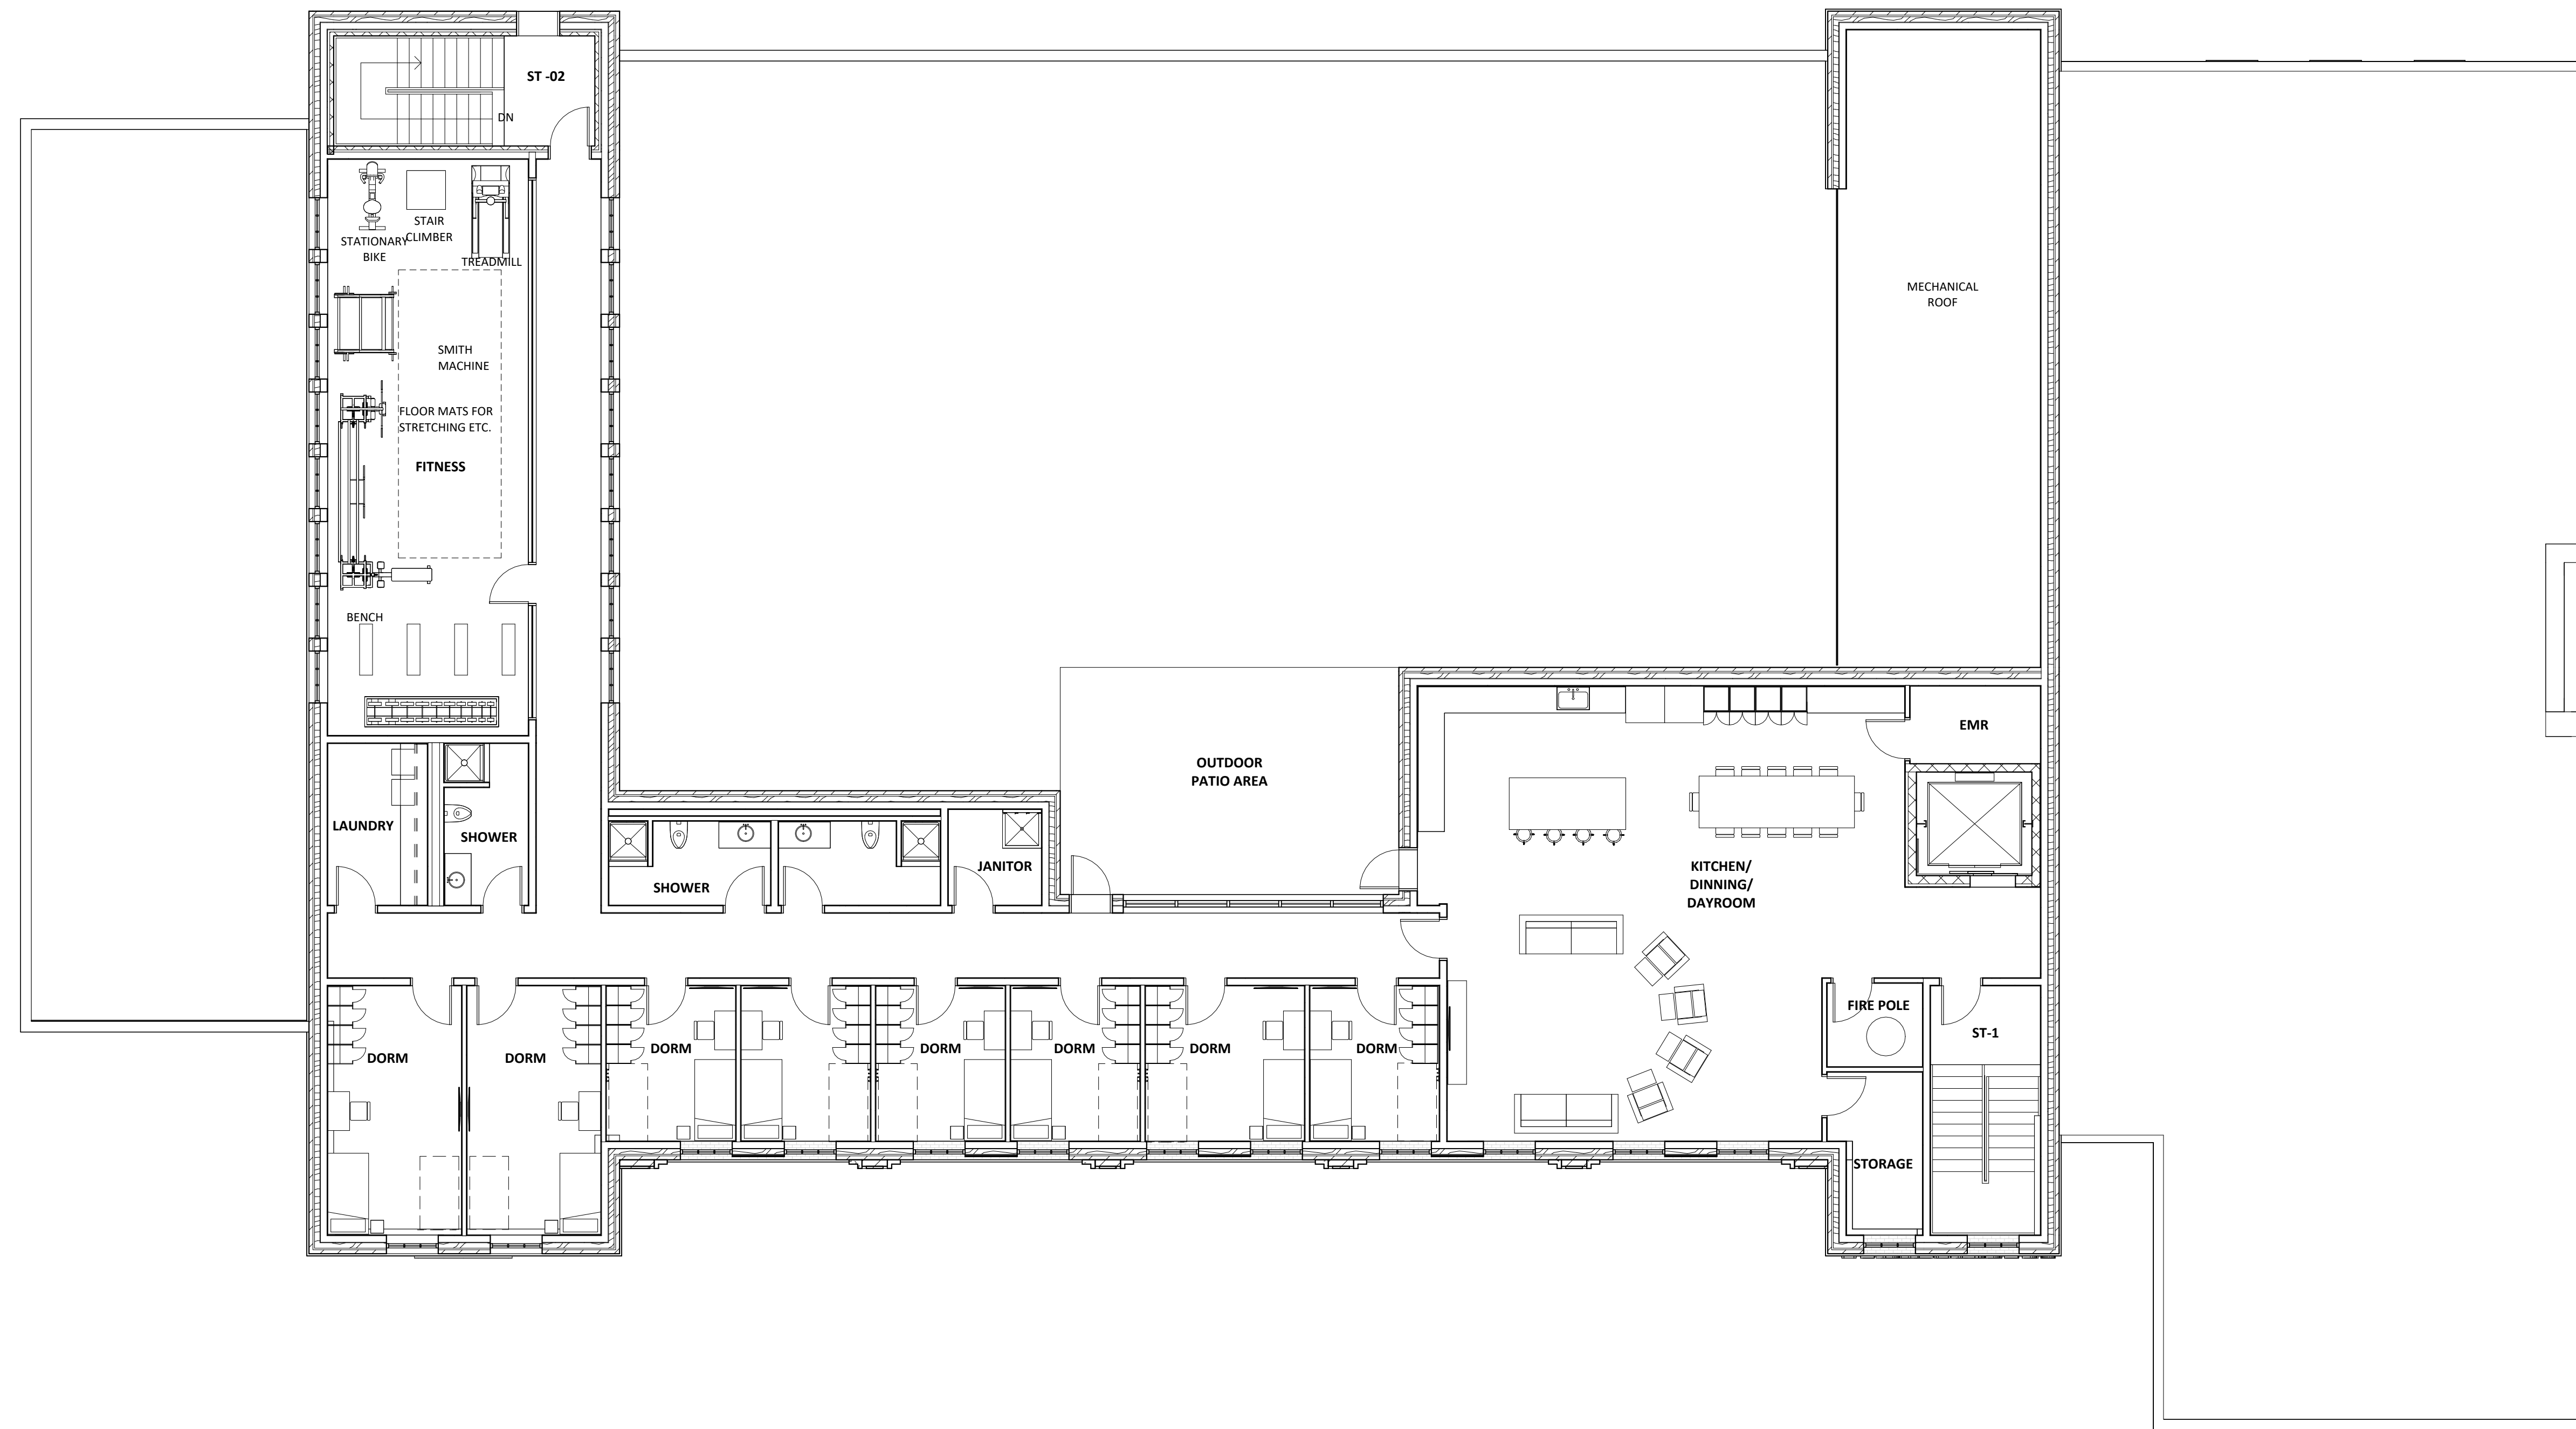 ST -02
DN
STAIR
CLIMBER
STATIONARY
BIKE
TREADMILL
MECHANICAL
ROOF
SMITH
MACHINE
FLOOR MATS FOR
STRETCHING ETC.
FITNESS
BENCH
EMR
OUTDOOR
PATIO AREA
LAUNDRY
SHOWER
SHOWER
JANITOR
KITCHEN/
DINNING/
DAYROOM
FIRE POLE
ST-1
DORM
DORM
DORM
DORM
DORM
DORM
DORM
STORAGE